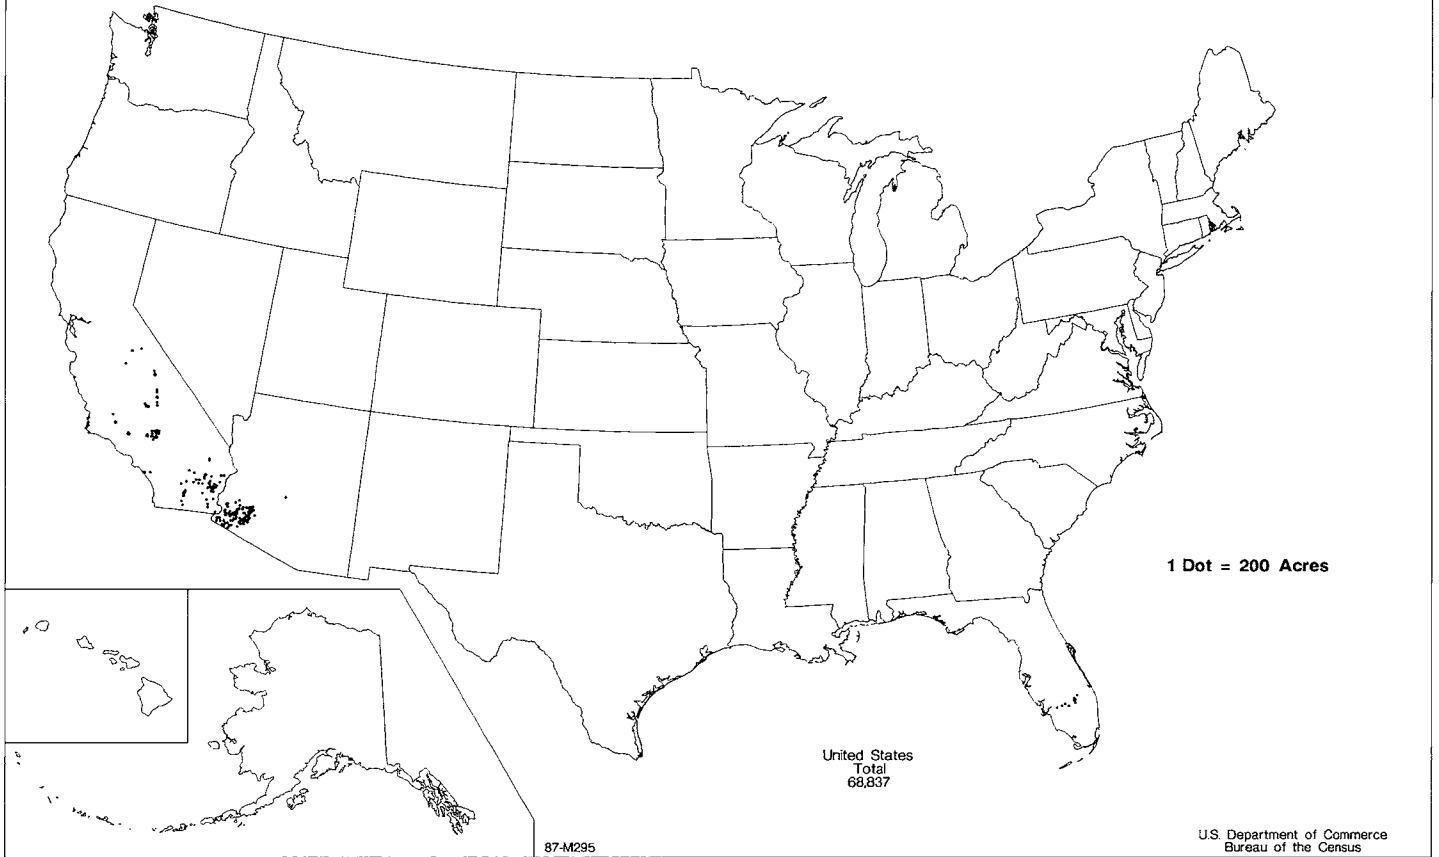 1 Dot = 200 Acres
United States
Total
68,837
87-M295
U.S. Department of Commerce
Bureau of the Census